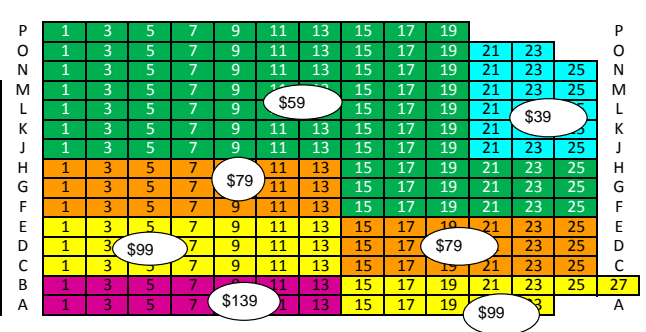 P 1 3 5 7 9 11 13 15 17 19 P
O 1 3 5 7 9 11 13 15 17 19 21 23 O
N 1 3 5 7 9 11 13 15 17 19 21 23 25 N
M 1 3 5 7 9 15 17 19 21 23 25 M
$59
L 1 3 5 7 9 15 17 19 21 L
$39
K 1 3 5 7 9 11 13 15 17 19 21 K
J 1 3 5 7 9 11 13 15 17 19 21 23 25 J
H 1 3 5 7 11 13 15 17 19 21 23 25 H
G 1 3 5 7 $79 11 13 15 17 19 21 23 25 G
F 1 3 5 7 9 11 13 15 17 19 21 23 25 F
E 1 3 5 7 9 11 13 15 17 19 21 23 25 E
D 1 3 $99 7 9 11 13 15 17 $79 23 25 D
C 1 3 5 7 9 11 13 15 17 19 21 23 25 C
B 1 3 5 7 9 11 13 15 17 19 21 23 25 27
A 1 3 5 7 $139 13 15 17 19 $99 A